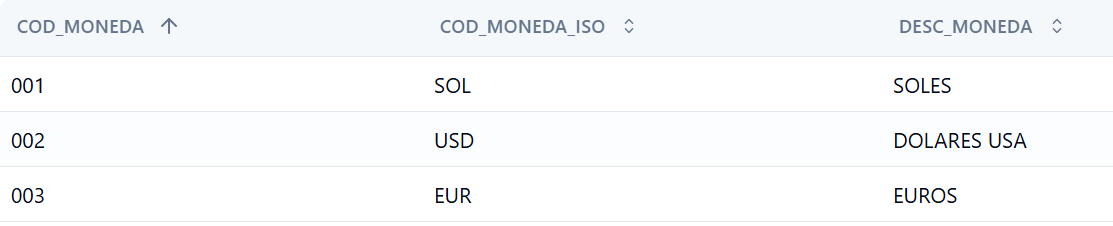 COD_MONEDA COD_MONEDA_ISO DESC_MONEDA
001 SOL SOLES
002 USD DOLARES USA
003 EUR EUROS